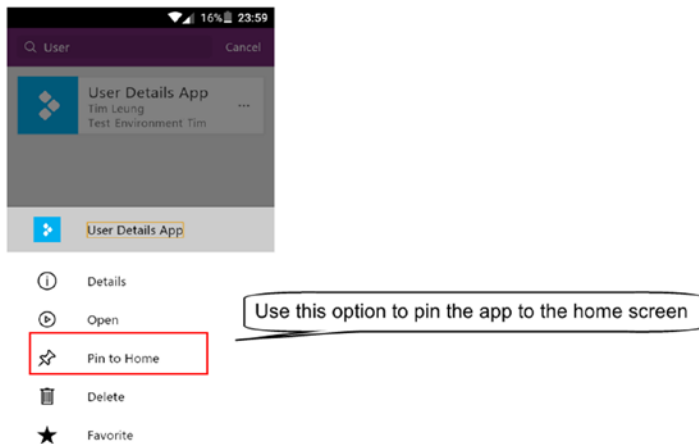 16% 23:59
User Cancel
User Details App
Tim Leung
...
Test Environment Tim
User Details App
Details
Open
Use this option to pin the app to the home screen
Pin to Home
Delete
Favorite